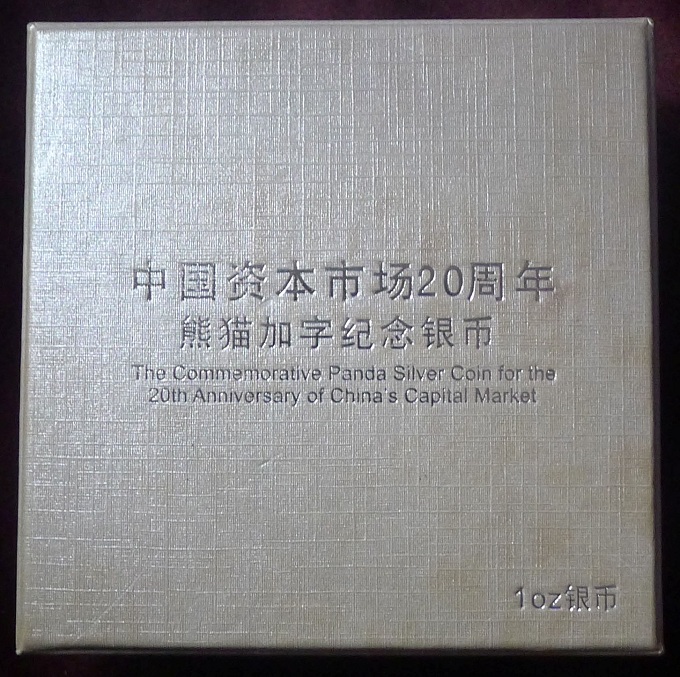 中国资本市场20周年
熊猫加字纪念银币
The Commemorative Panda Silver Coin for the
20th Anniversary of China's Capital Market
1oz银币